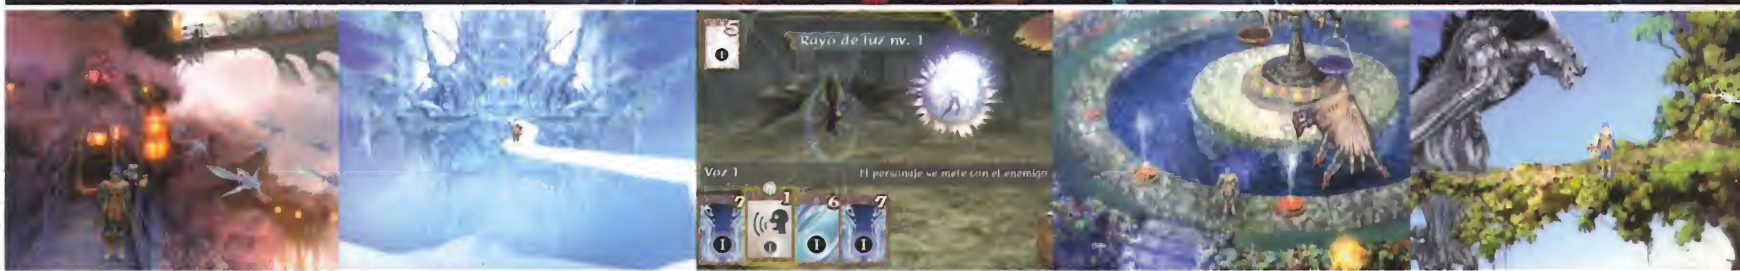 5
I
Rayo de luz nv. 1
3
Voz 1
El personaje se mete con el enemigo
7
1
6
7
I
I
I
I